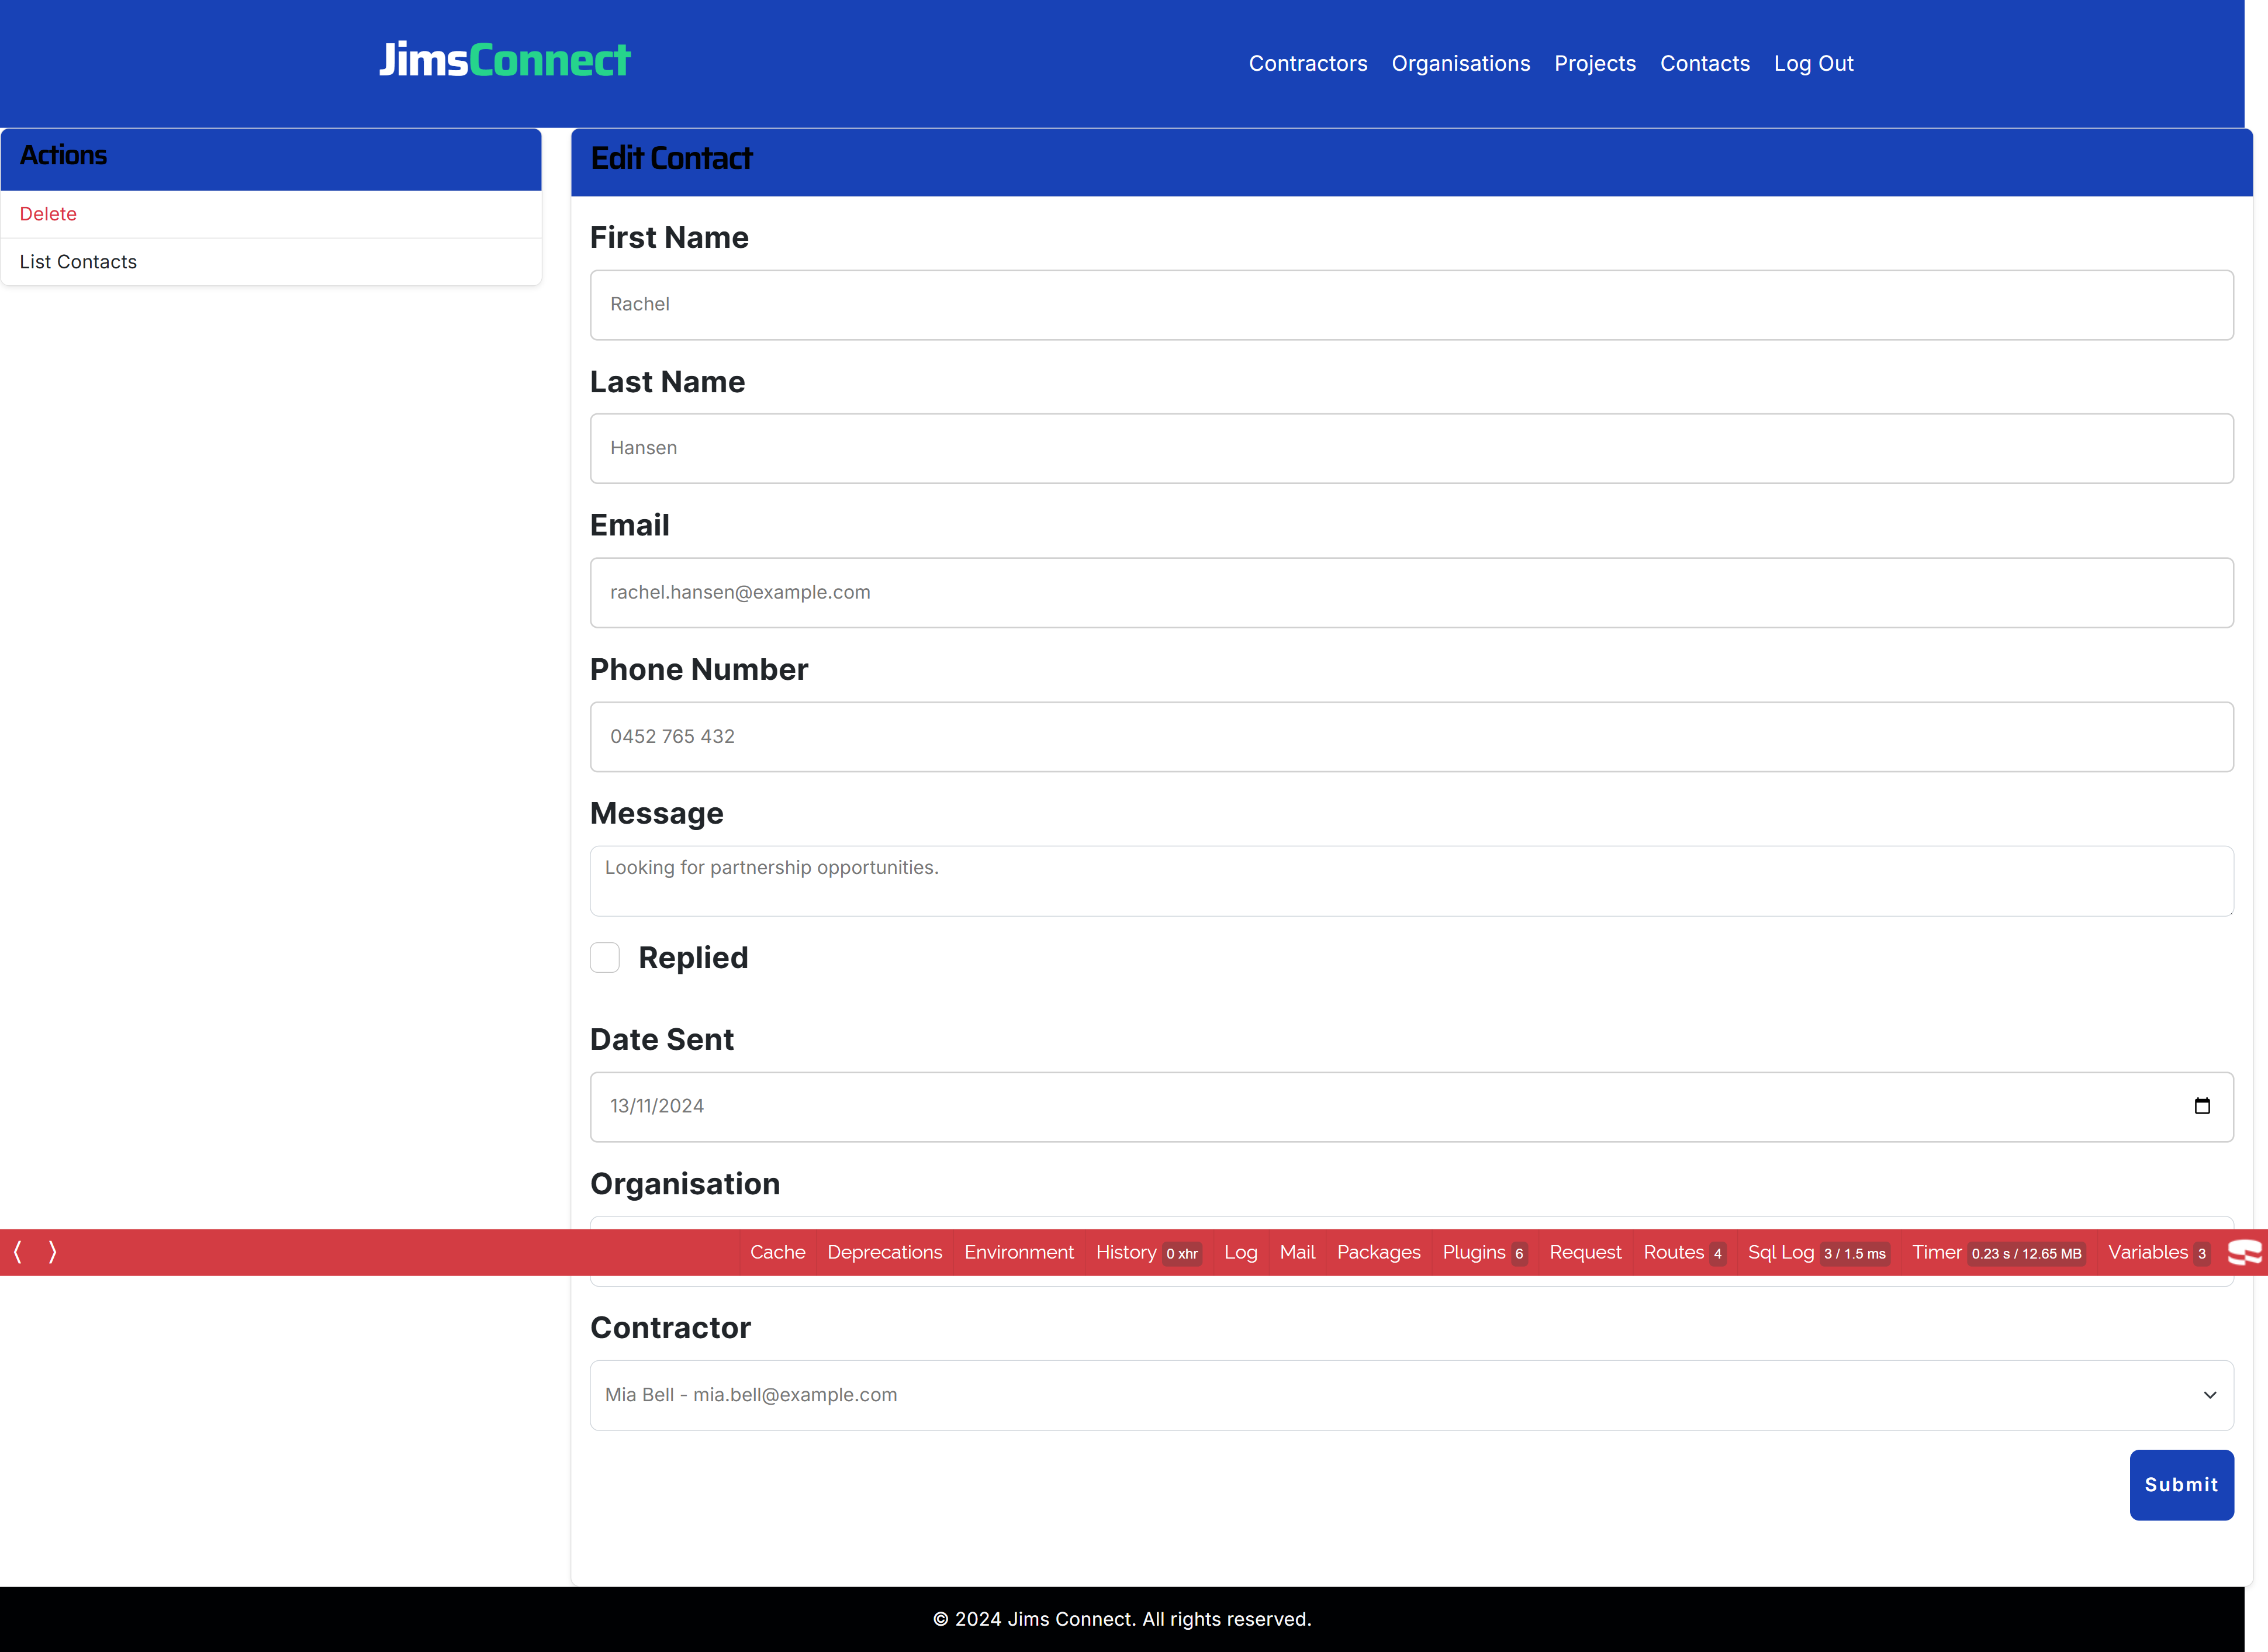 JimsConnect
Contractors Organisations Projects Contacts Log Out
Actions
Delete
List Contacts
Edit Contact
First Name
Rachel
Last Name
Hansen
Email
rachel.hansen@example.com
Phone Number
0452 765 432
Message
Looking for partnership opportunities.
Replied
Date Sent
13/11/2024
Organisation
Cache Deprecations Environment History 0 xhr Log Mail Packages Plugins 6 Request Routes 4 Sql Log 3 / 1.5 ms Timer 0.23 s / 12.65 MB Variables 3
Contractor
Mia Bell - mia.bell@example.com
Submit
© 2024 Jims Connect. All rights reserved.